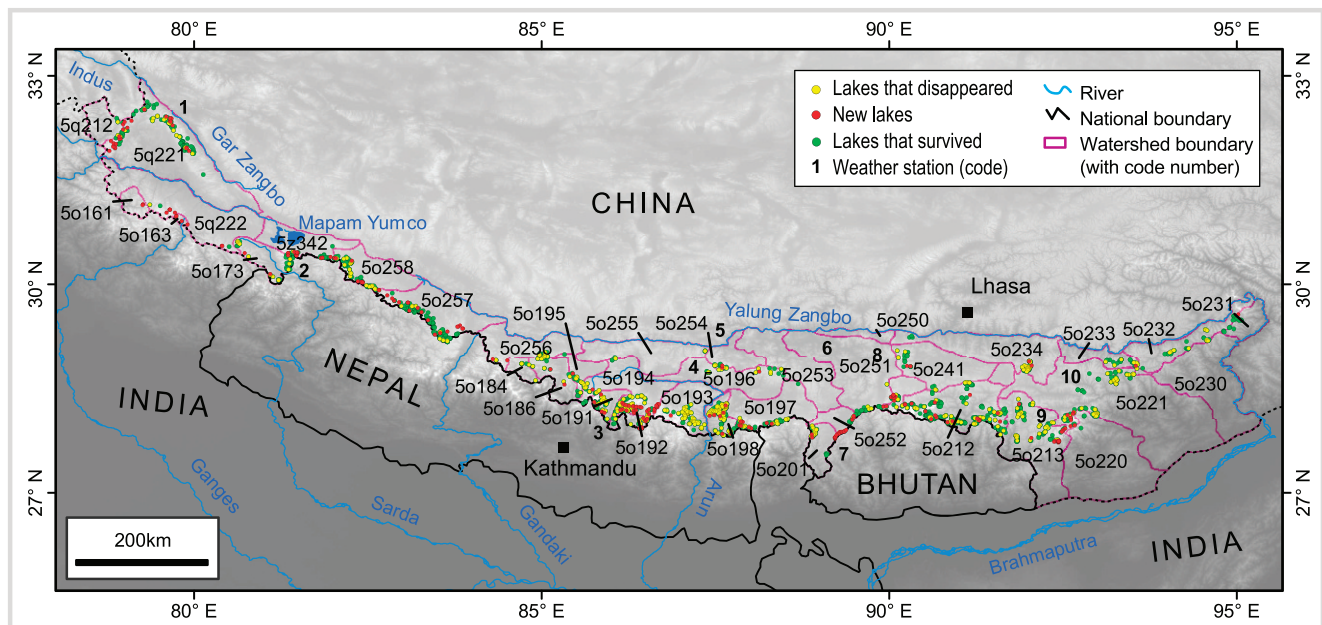 80° E
85° E
90° E
95° E
33° N
30° N
27° N
33° N
30° N
27° N
Lakes that disappeared
New lakes
Lakes that survived
1 Weather station (code)
River
National boundary
Watershed boundary
(with code number)
Indus
1
5q212
5q221
Gar Zangbo
CHINA
5o161
5o163
5q222
Mapam Yumco
5z342
5o173
2
5o258
5o257
Lhasa
Yalung Zangbo
5o195
5o255
5o254
5
5o250
5o231
5o233
5o232
5o256
6
8
5o234
5o184
5o194
4
5o196
5o253
5o251
5o241
10
5o230
5o186
5o193
5o221
5o191
5o197
9
3
5o192
5o198
5o252
5o212
5o213
5o201
7
5o220
NEPAL
INDIA
Kathmandu
BHUTAN
Ganges
Sarda
Gandaki
Arun
Brahmaputra
INDIA
200km
80° E
85° E
90° E
95° E